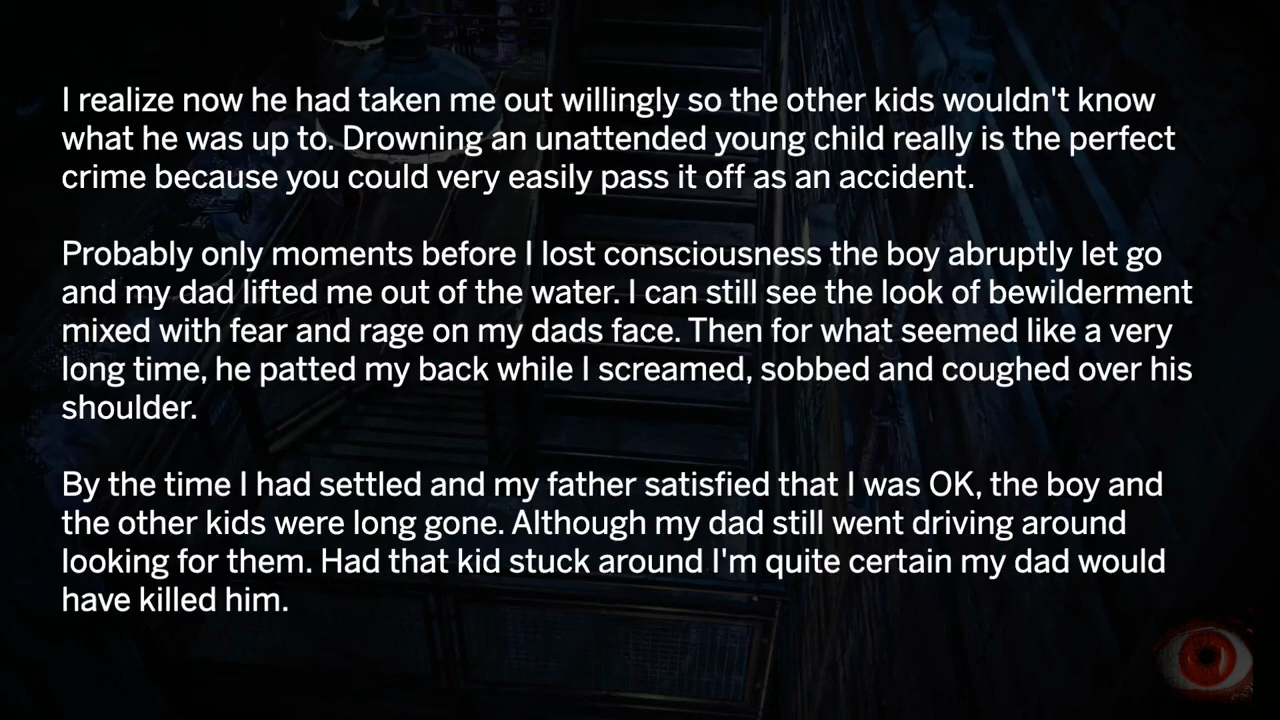 I realize now he had taken me out willingly so the other kids wouldn't know
what he was up to. Drowning an unattended young child really is the perfect
crime because you could very easily pass it off as an accident.
Probably only moments before I lost consciousness the boy abruptly let go
and my dad lifted me out of the water. I can still see the look of bewilderment
mixed with fear and rage on my dads face. Then for what seemed like a very
long time, he patted my back while I screamed, sobbed and coughed over his
shoulder.
By the time I had settled and my father satisfied that I was OK, the boy and
the other kids were long gone. Although my dad still went driving around
looking for them. Had that kid stuck around I'm quite certain my dad would
have killed him.